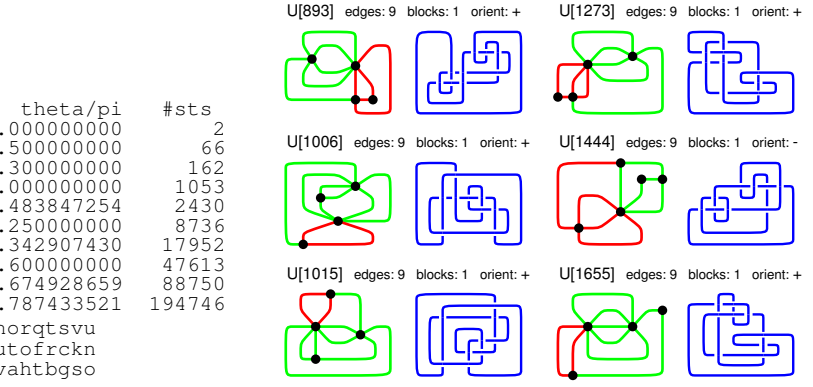 U[893] edges: 9 blocks: 1 orient: +
U[1273] edges: 9 blocks: 1 orient: +
theta/pi #sts
.000000000 2
.500000000 66
.300000000 162
.000000000 1053
.483847254 2430
.250000000 8736
.342907430 17952
.600000000 47613
.674928659 88750
.787433521 194746
norqtsvu
utofrckn
vahtbgso
U[1006] edges: 9 blocks: 1 orient: +
U[1444] edges: 9 blocks: 1 orient: -
U[1015] edges: 9 blocks: 1 orient: +
U[1655] edges: 9 blocks: 1 orient: +